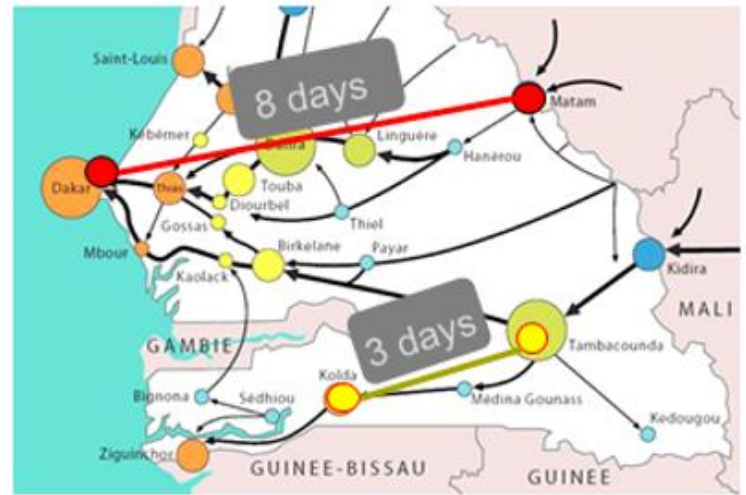 Saint-Louis
8 days
Matam
Kébémer
Linguère
Dahra
Hanérou
Dakar
Thiès
Touba
Diourbel
Thiel
Gossas
Birkelane
Payar
Mbour
Kaolack
Kidira
MALI
3 days
GAMBIE
Tambacounda
Kolda
Bignona
Sédhiou
Médina Gounass
Kedougou
Ziguinchor
GUINEE-BISSAU
GUINEE